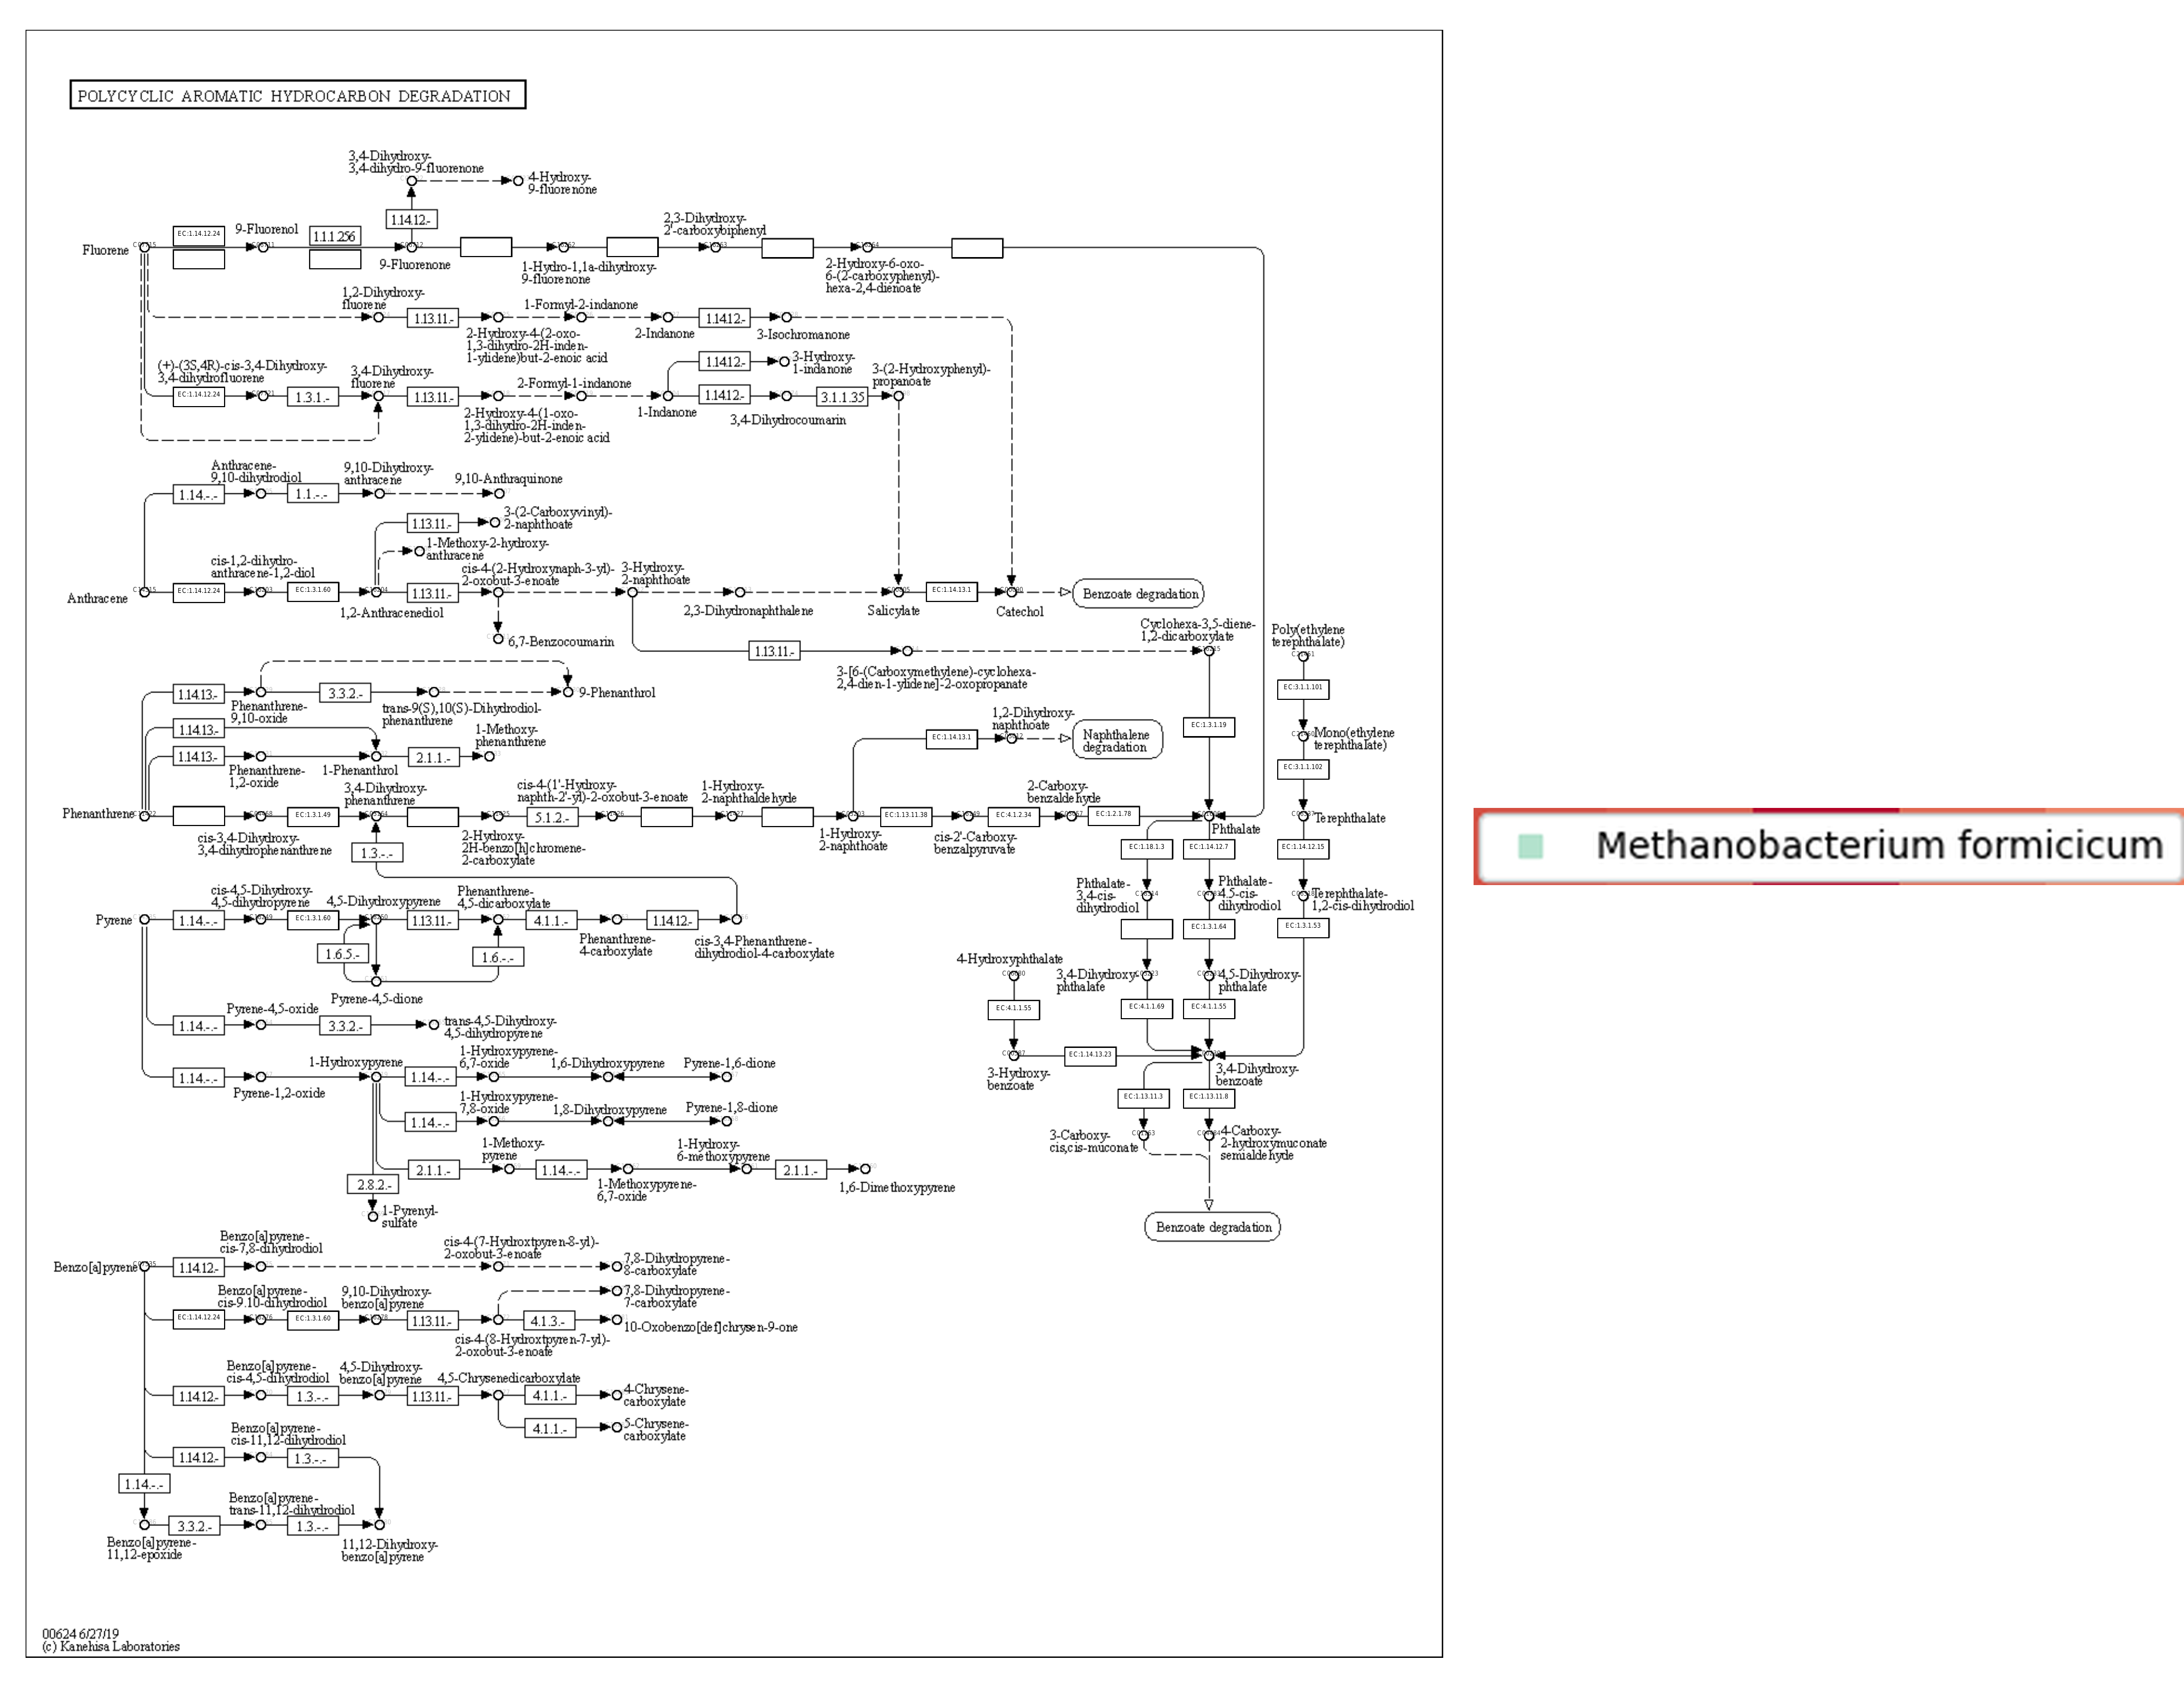 POLYCYCLIC AROMATIC HYDROCARBON DEGRADATION
3,4-Dihydroxy-
3,4-dihydro-9-fluorenone
4-Hydroxy-
9-fluorenone
1.14.12.-
Fluorene
EC:1.14.12.24
9-Fluorenol
1.1.1.256
9-Fluorenone
1-Hydro-1,1a-dihydroxy-
9-fluorenone
2,3-Dihydroxy-
2'-carboxybiphenyl
2-Hydroxy-6-oxo-
6-(2-carboxyphenyl)-
hexa-2,4-dienoate
1,2-Dihydroxy-
fluorene
1.13.11.-
2-Hydroxy-4-(2-oxo-
1,3-dihydro-2H-inden-
1-ylidene)but-2-enoic acid
1-Formyl-2-indanone
2-Indanone
1.14.12.-
3-Isochromanone
1.14.12.-
3-Hydroxy-
1-indanone
(+)-(3S,4R)-cis-3,4-Dihydroxy-
3,4-dihydrofluorene
EC:1.14.12.24
1.3.1.-
3,4-Dihydroxy-
fluorene
1.13.11.-
2-Hydroxy-4-(1-oxo-
1,3-dihydro-2H-inden-
2-ylidene)-but-2-enoic acid
2-Formyl-1-indanone
1-Indanone
1.14.12.-
3,4-Dihydrocoumarin
3.1.1.35
3-(2-Hydroxyphenyl)-
propanoate
Anthracene-
9,10-dihydrodiol
9,10-Dihydroxy-
anthracene
9,10-Anthraquinone
1.14.-.-
1.1.-.-
1.13.11.-
3-(2-Carboxyvinyl)-
2-naphthoate
1-Methoxy-2-hydroxy-
anthracene
Anthracene
EC:1.14.12.24
cis-1,2-dihydro-
anthracene-1,2-diol
EC:1.3.1.60
1,2-Anthracenediol
1.13.11.-
cis-4-(2-Hydroxynaph-3-yl)-
2-oxobut-3-enoate
3-Hydroxy-
2-naphthoate
2,3-Dihydronaphthalene
Salicylate
EC:1.14.13.1
Catechol
Benzoate degradation
6,7-Benzocoumarin
1.13.11.-
3-[6-(Carboxymethylene)-cyclohexa-
2,4-dien-1-ylidene]-2-oxopropanate
Cyclohexa-3,5-diene-
1,2-dicarboxylate
EC:1.3.1.19
Poly(ethylene
terephthalate)
EC:3.1.1.101
Mono(ethylene
terephthalate)
EC:3.1.1.102
Terephthalate
EC:1.14.12.15
Terephthalate-
1,2-cis-dihydrodiol
EC:1.3.1.53
1.14.13.-
Phenanthrene-
9,10-oxide
3.3.2.-
trans-9(S),10(S)-Dihydrodiol-
phenanthrene
9-Phenanthrol
1.14.13.-
1.14.13.-
Phenanthrene-
1,2-oxide
1-Phenanthrol
2.1.1.-
1-Methoxy-
phenanthrene
EC:1.14.13.1
1,2-Dihydroxy-
naphthoate
Naphthalene
degradation
Phenanthrene
cis-3,4-Dihydroxy-
3,4-dihydrophenanthrene
EC:1.3.1.49
3,4-Dihydroxy-
phenanthrene
2-Hydroxy-
2H-benzo[h]chromene-
2-carboxylate
5.1.2.-
cis-4-(1'-Hydroxy-
naphth-2'-yl)-2-oxobut-3-enoate
1-Hydroxy-
2-naphthaldehyde
1-Hydroxy-
2-naphthoate
EC:1.13.11.38
cis-2'-Carboxy-
benzalpyruvate
EC:4.1.2.34
2-Carboxy-
benzaldehyde
EC:1.2.1.78
Phthalate
1.3.-.-
EC:1.18.1.3
EC:1.14.12.7
Phthalate-
3,4-cis-
dihydrodiol
Phthalate-
4,5-cis-
dihydrodiol
EC:1.3.1.64
Pyrene
1.14.-.-
cis-4,5-Dihydroxy-
4,5-dihydropyrene
EC:1.3.1.60
4,5-Dihydroxypyrene
1.13.11.-
Phenanthrene-
4,5-dicarboxylate
4.1.1.-
Phenanthrene-
4-carboxylate
1.14.12.-
cis-3,4-Phenanthrene-
dihydrodiol-4-carboxylate
1.6.5.-
1.6.-.-
Pyrene-4,5-dione
4-Hydroxyphthalate
3,4-Dihydroxy-
phthalate
4,5-Dihydroxy-
phthalate
EC:4.1.1.55
EC:4.1.1.69
EC:4.1.1.55
1.14.-.-
Pyrene-4,5-oxide
3.3.2.-
trans-4,5-Dihydroxy-
4,5-dihydropyrene
3-Hydroxy-
benzoate
EC:1.14.13.23
3,4-Dihydroxy-
benzoate
1.14.-.-
Pyrene-1,2-oxide
1-Hydroxypyrene
1.14.-.-
1-Hydroxypyrene-
6,7-oxide
1,6-Dihydroxypyrene
Pyrene-1,6-dione
1.14.-.-
1-Hydroxypyrene-
7,8-oxide
1,8-Dihydroxypyrene
Pyrene-1,8-dione
EC:1.13.11.3
EC:1.13.11.8
3-Carboxy-
cis,cis-muconate
4-Carboxy-
2-hydroxymuconate
semialdehyde
2.1.1.-
1-Methoxy-
pyrene
1.14.-.-
1-Methoxypyrene-
6,7-oxide
1-Hydroxy-
6-methoxypyrene
2.1.1.-
1,6-Dimethoxypyrene
2.8.2.-
1-Pyrenyl-
sulfate
Benzoate degradation
Benzo[a]pyrene
1.14.12.-
Benzo[a]pyrene-
cis-7,8-dihydrodiol
cis-4-(7-Hydroxtpyren-8-yl)-
2-oxobut-3-enoate
7,8-Dihydropyrene-
8-carboxylate
EC:1.14.12.24
Benzo[a]pyrene-
cis-9,10-dihydrodiol
EC:1.3.1.60
9,10-Dihydroxy-
benzo[a]pyrene
1.13.11.-
cis-4-(8-Hydroxtpyren-7-yl)-
2-oxobut-3-enoate
7,8-Dihydropyrene-
7-carboxylate
4.1.3.-
10-Oxobenzo[def]chrysen-9-one
1.14.12.-
Benzo[a]pyrene-
cis-4,5-dihydrodiol
1.3.-.-
4,5-Dihydroxy-
benzo[a]pyrene
1.13.11.-
4,5-Chrysenedicarboxylate
4.1.1.-
4-Chrysene-
carboxylate
4.1.1.-
5-Chrysene-
carboxylate
1.14.12.-
Benzo[a]pyrene-
cis-11,12-dihydrodiol
1.3.-.-
1.14.-.-
Benzo[a]pyrene-
11,12-epoxide
3.3.2.-
Benzo[a]pyrene-
trans-11,12-dihydrodiol
1.3.-.-
11,12-Dihydroxy-
benzo[a]pyrene
00624 6/27/19
(c) Kanehisa Laboratories
Methanobacterium formicicum